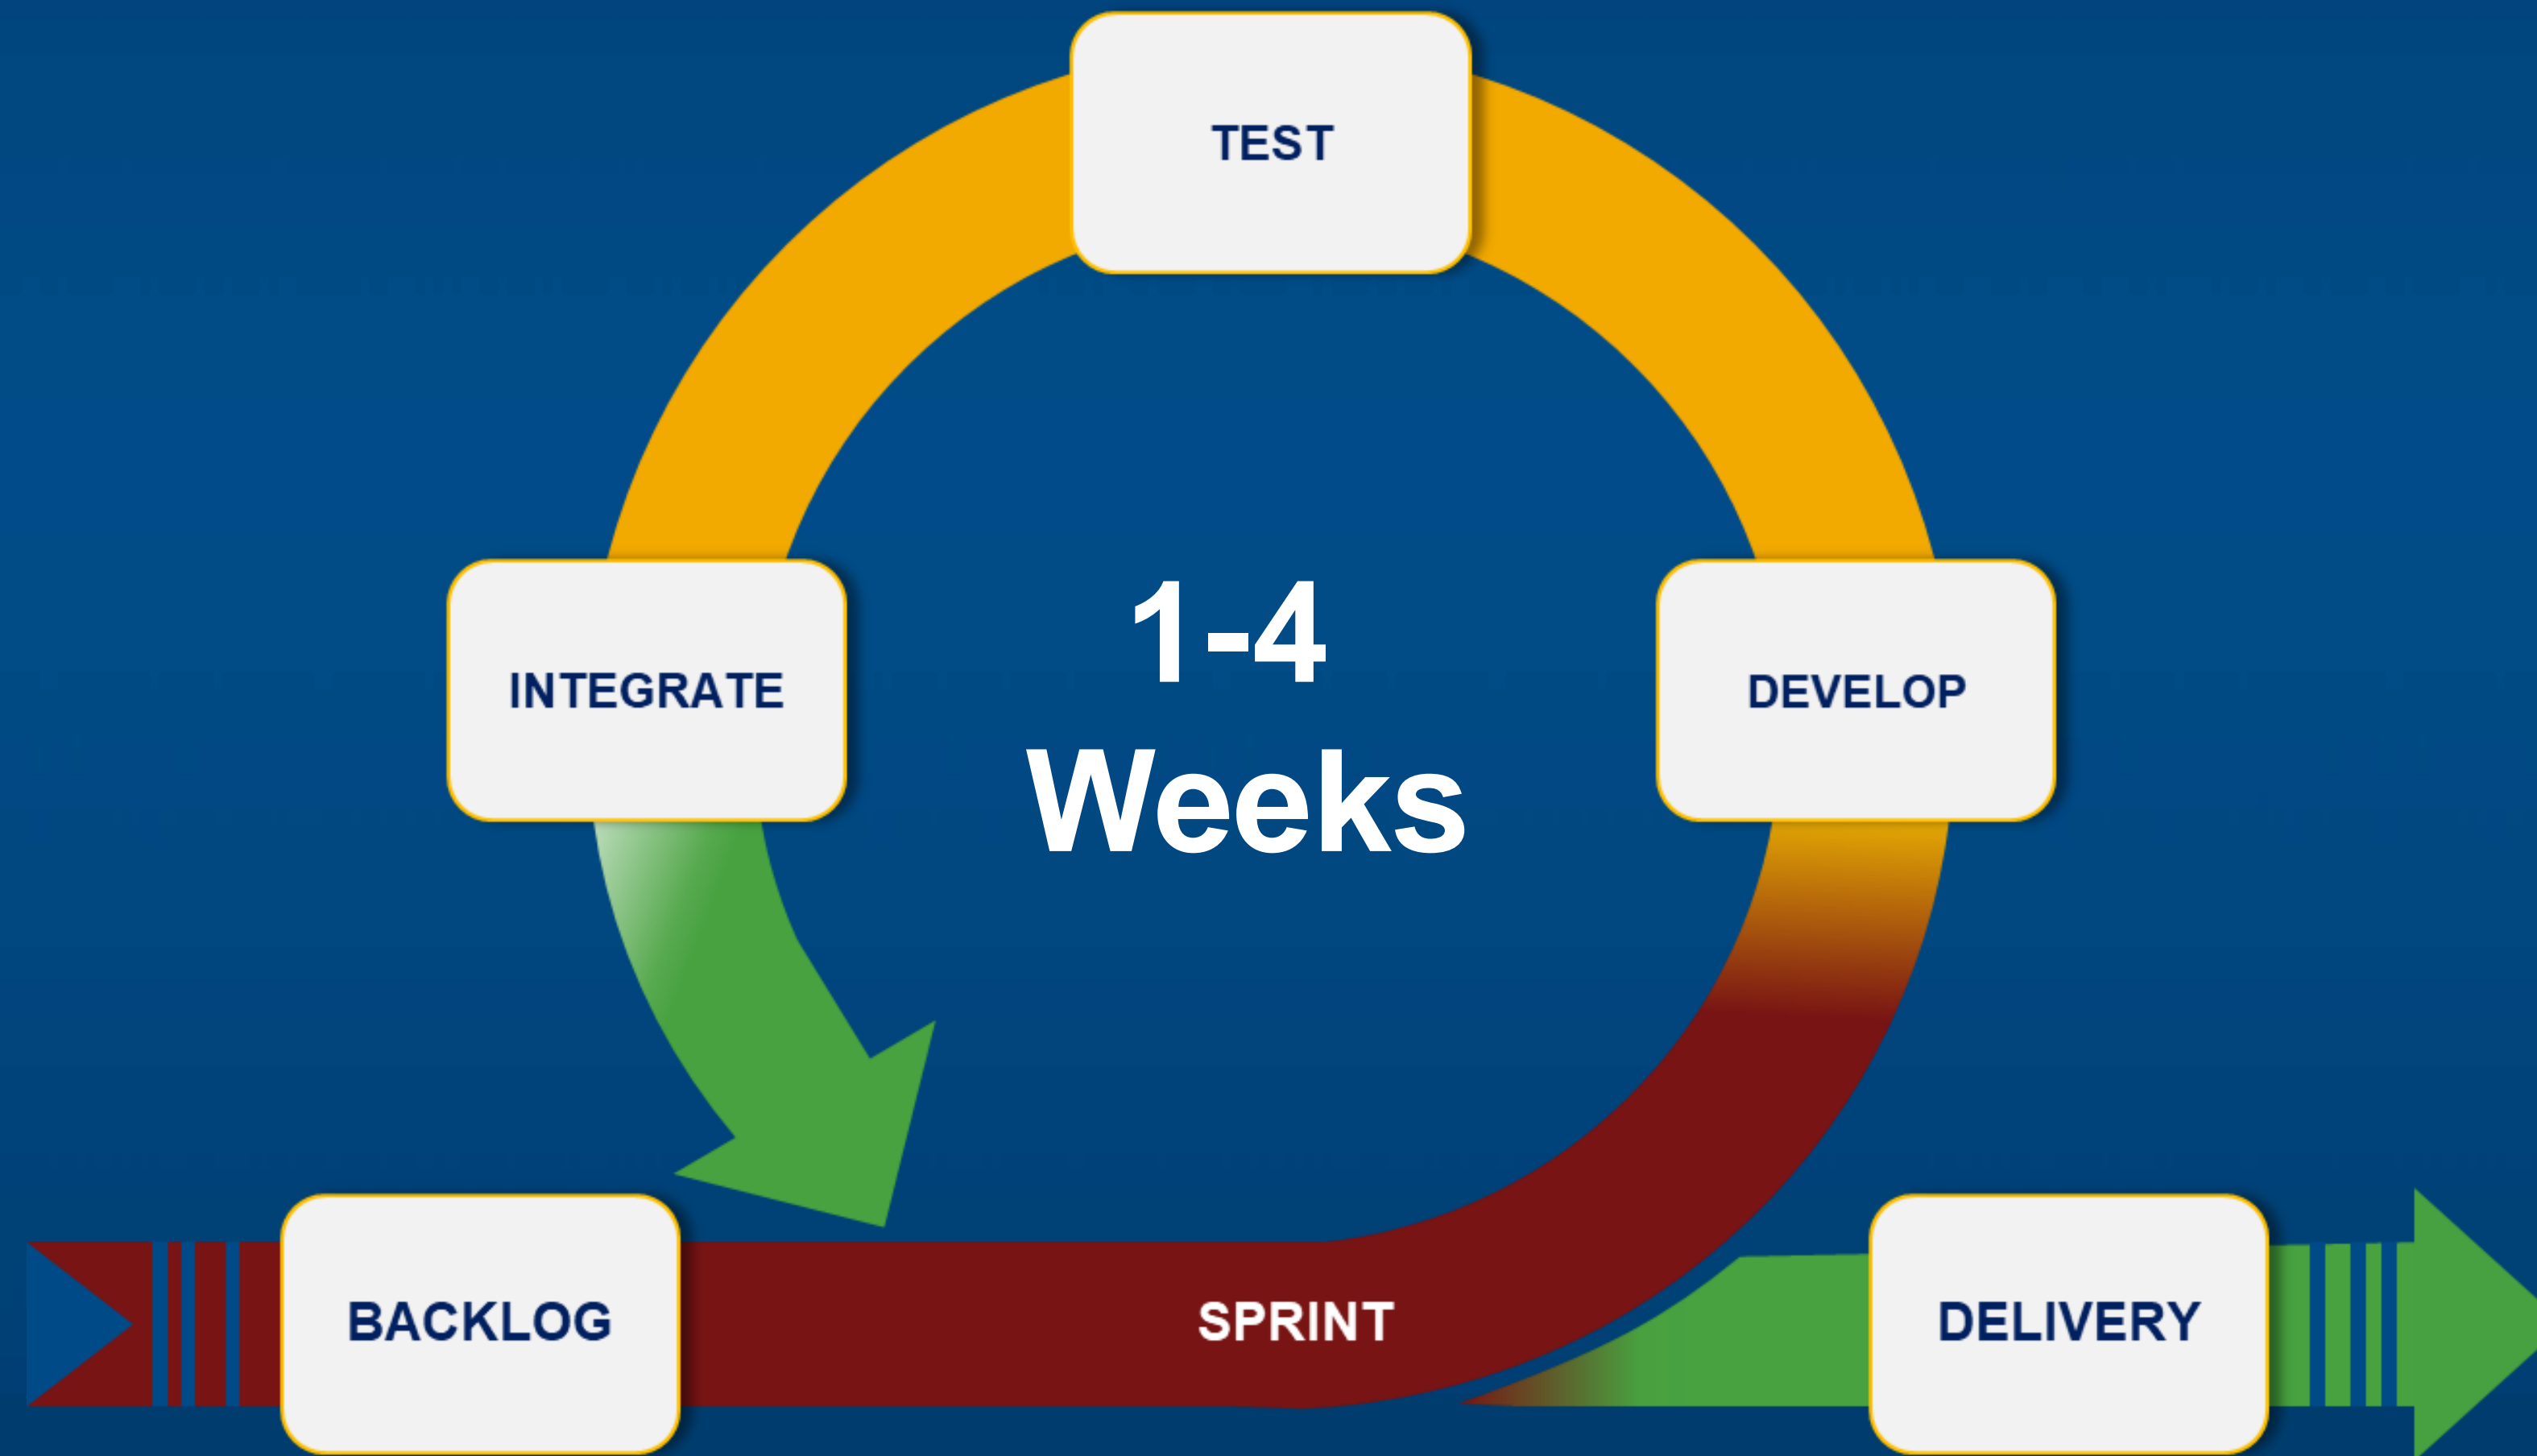 TEST
1-4
Weeks
INTEGRATE
DEVELOP
BACKLOG
SPRINT
DELIVERY